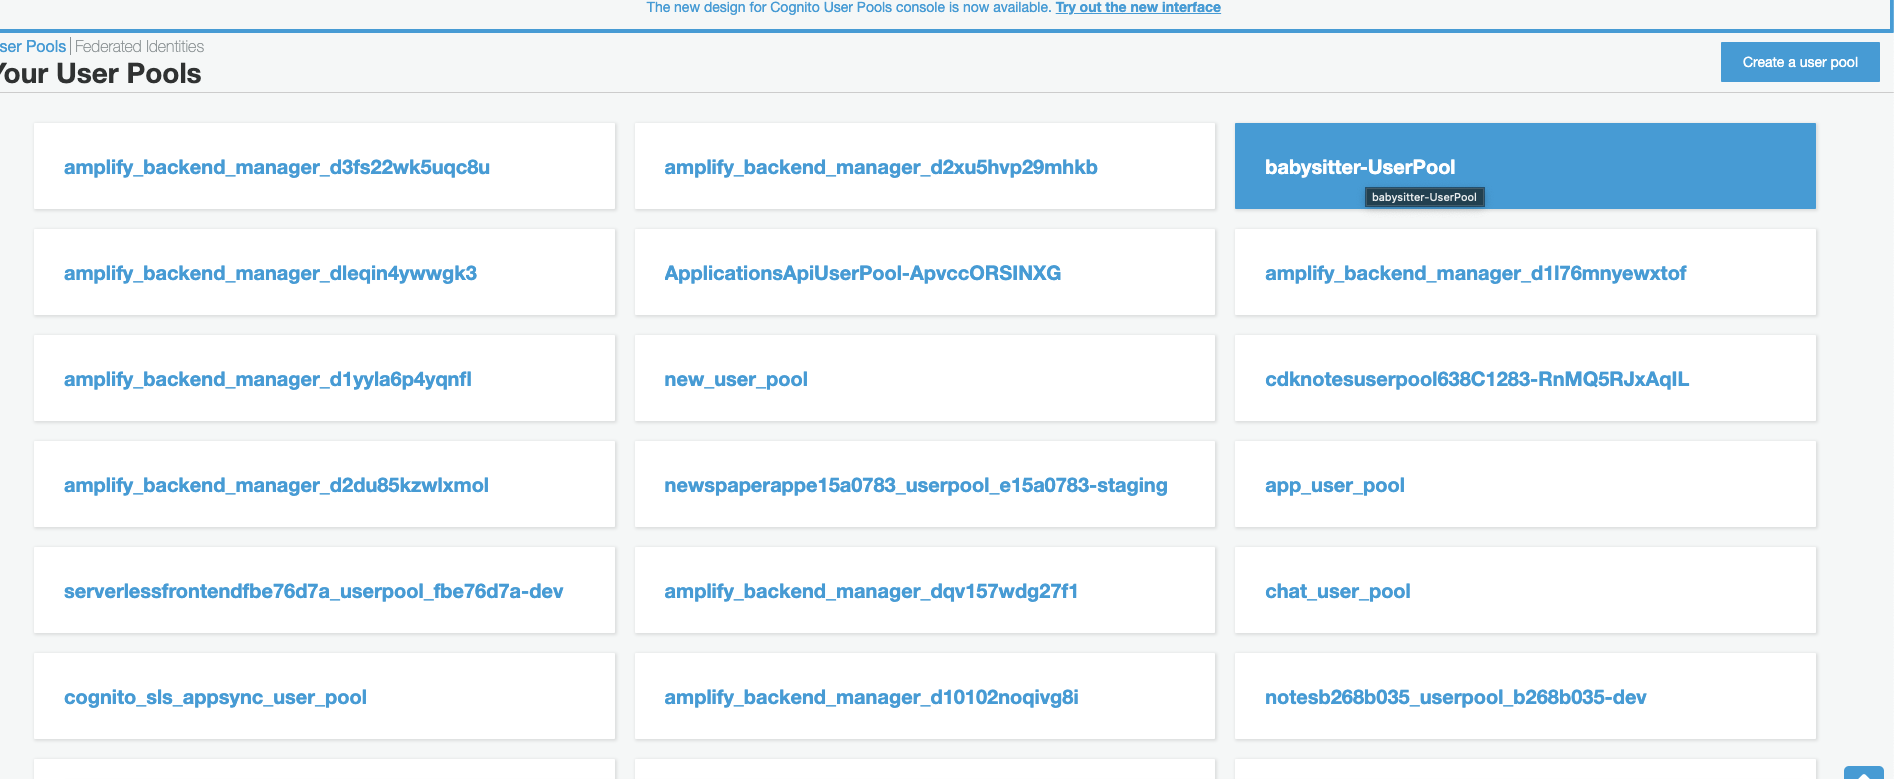 The new design for Cognito User Pools console is now available. Try out the new interface
ser Pools | Federated Identities
Your User Pools
Create a user pool
amplify_backend_manager_d3fs22wk5uqc8u
amplify_backend_manager_d2xu5hvp29mhkb
babysitter-UserPool
babysitter-UserPool
amplify_backend_manager_dleqin4ywwgk3
ApplicationsApiUserPool-ApvccORSINXG
amplify_backend_manager_d1l76mnyewxtof
amplify_backend_manager_d1yyla6p4yqnfl
new_user_pool
cdknotesuserpool638C1283-RnMQ5RJxAqIL
amplify_backend_manager_d2du85kzwlxmol
newspaperappe15a0783_userpool_e15a0783-staging
app_user_pool
serverlessfrontendfbe76d7a_userpool_fbe76d7a-dev
amplify_backend_manager_dqv157wdg27f1
chat_user_pool
cognito_sls_appsync_user_pool
amplify_backend_manager_d10102noqivg8i
notesb268b035_userpool_b268b035-dev